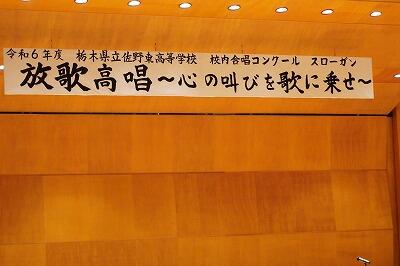 令和6年度 栃木県立佐野東高等学校 校内合唱コンクール スローガン
放歌高唱～心の叫びを歌に乗せ～